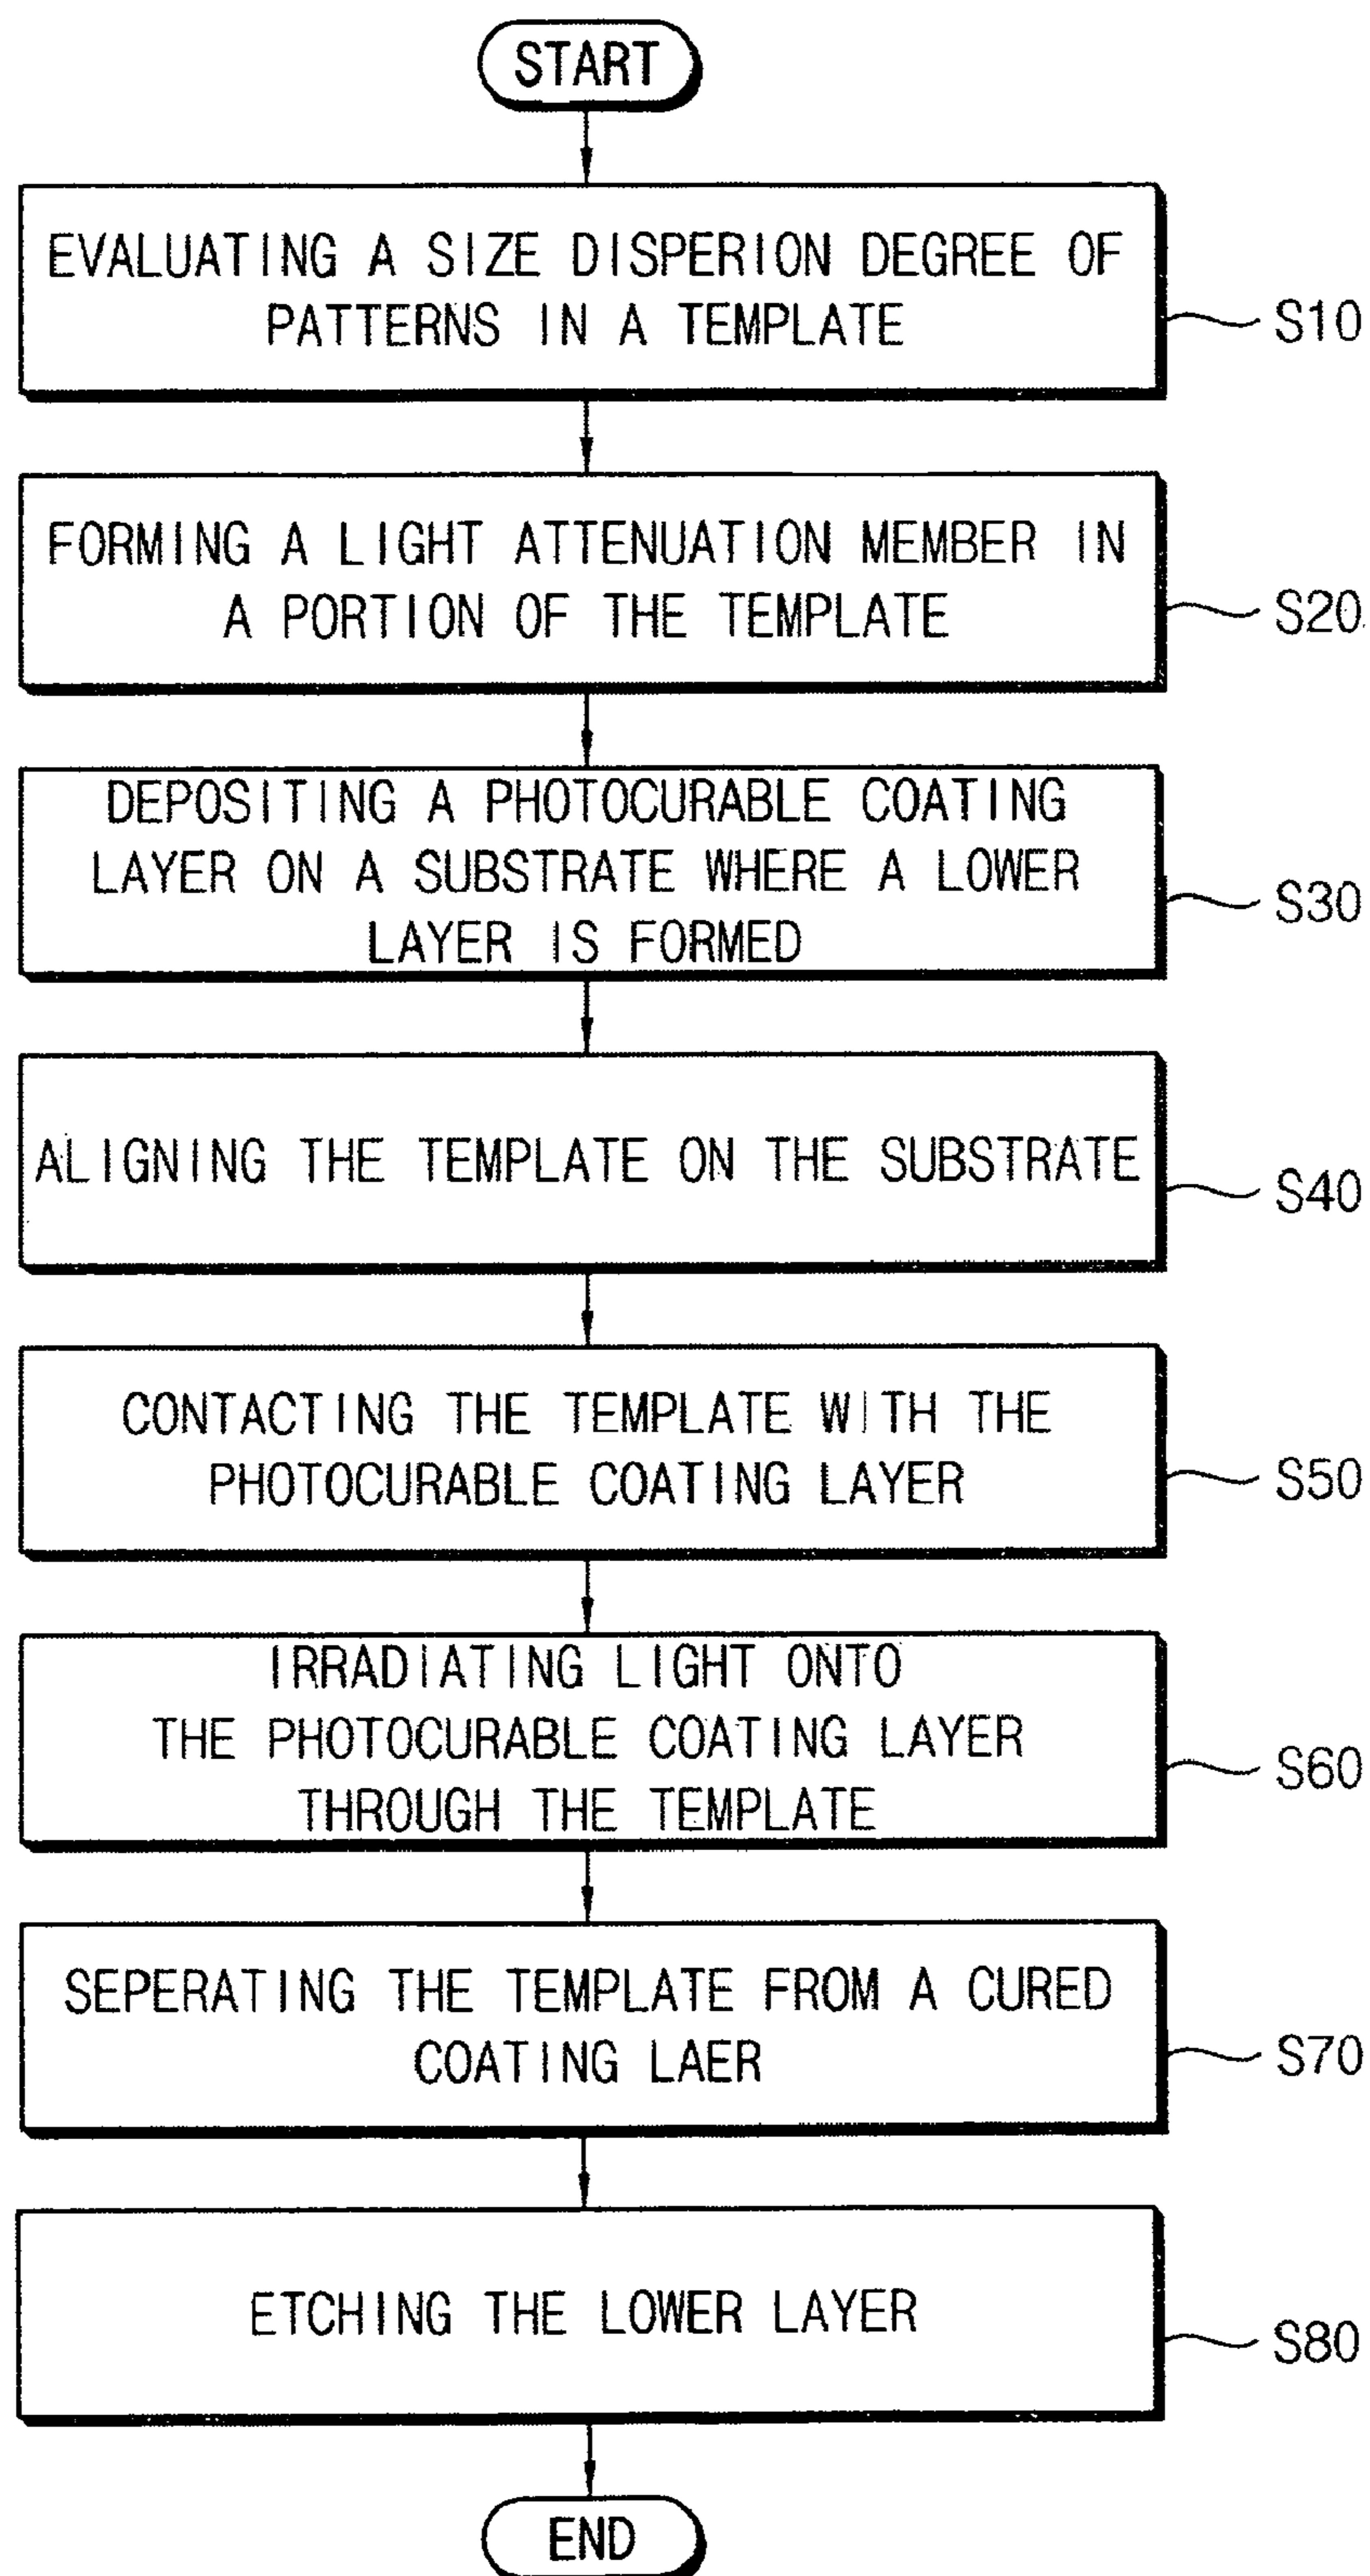 START
EVALUATING A SIZE DISPERION DEGREE OF
PATTERNS IN A TEMPLATE
S10
FORMING A LIGHT ATTENUATION MEMBER IN
A PORTION OF THE TEMPLATE
S20
DEPOSITING A PHOTOCURABLE COATING
LAYER ON A SUBSTRATE WHERE A LOWER
LAYER IS FORMED
S30
ALIGNING THE TEMPLATE ON THE SUBSTRATE
S40
CONTACTING THE TEMPLATE WITH THE
PHOTOCURABLE COATING LAYER
S50
IRRADIATING LIGHT ONTO
THE PHOTOCURABLE COATING LAYER
THROUGH THE TEMPLATE
S60
SEPERATING THE TEMPLATE FROM A CURED
COATING LAER
S70
ETCHING THE LOWER LAYER
S80
END